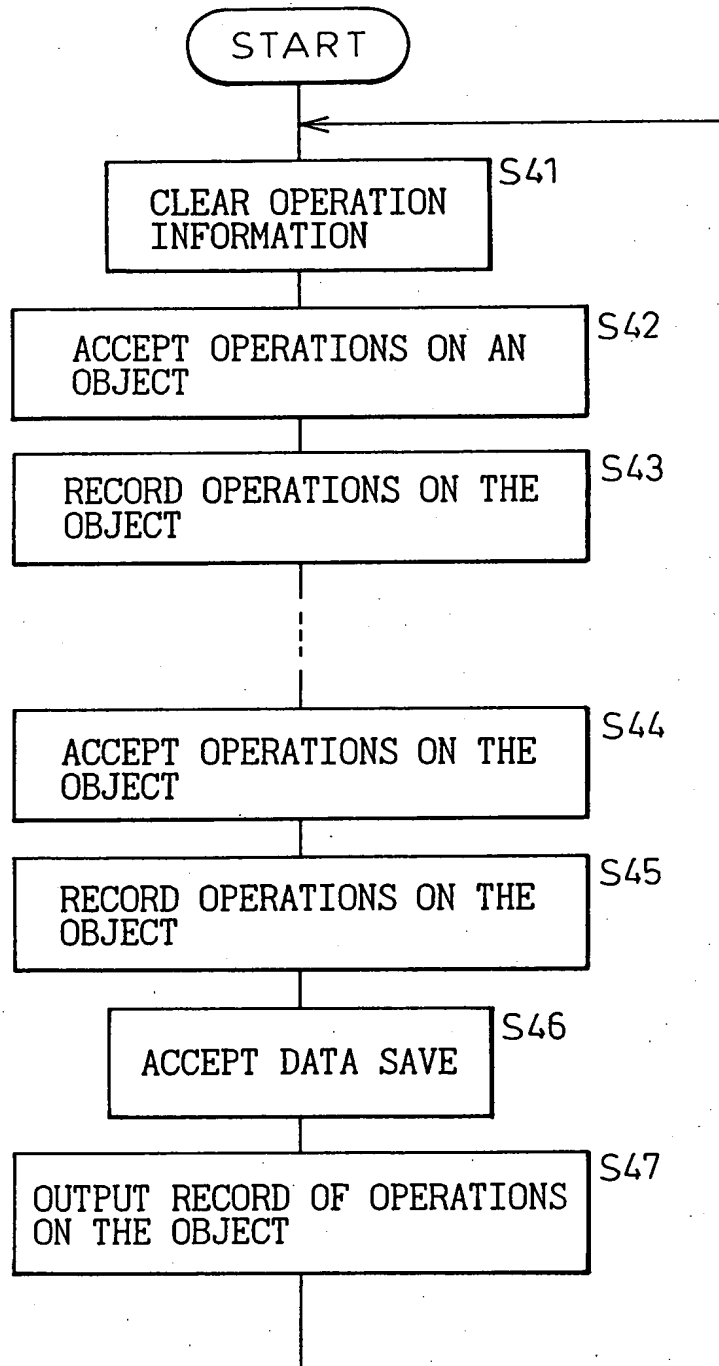 START
S41
CLEAR OPERATION
INFORMATION
S42
ACCEPT OPERATIONS ON AN
OBJECT
S43
RECORD OPERATIONS ON THE
OBJECT
S44
ACCEPT OPERATIONS ON THE
OBJECT
S45
RECORD OPERATIONS ON THE
OBJECT
S46
ACCEPT DATA SAVE
S47
OUTPUT RECORD OF OPERATIONS
ON THE OBJECT